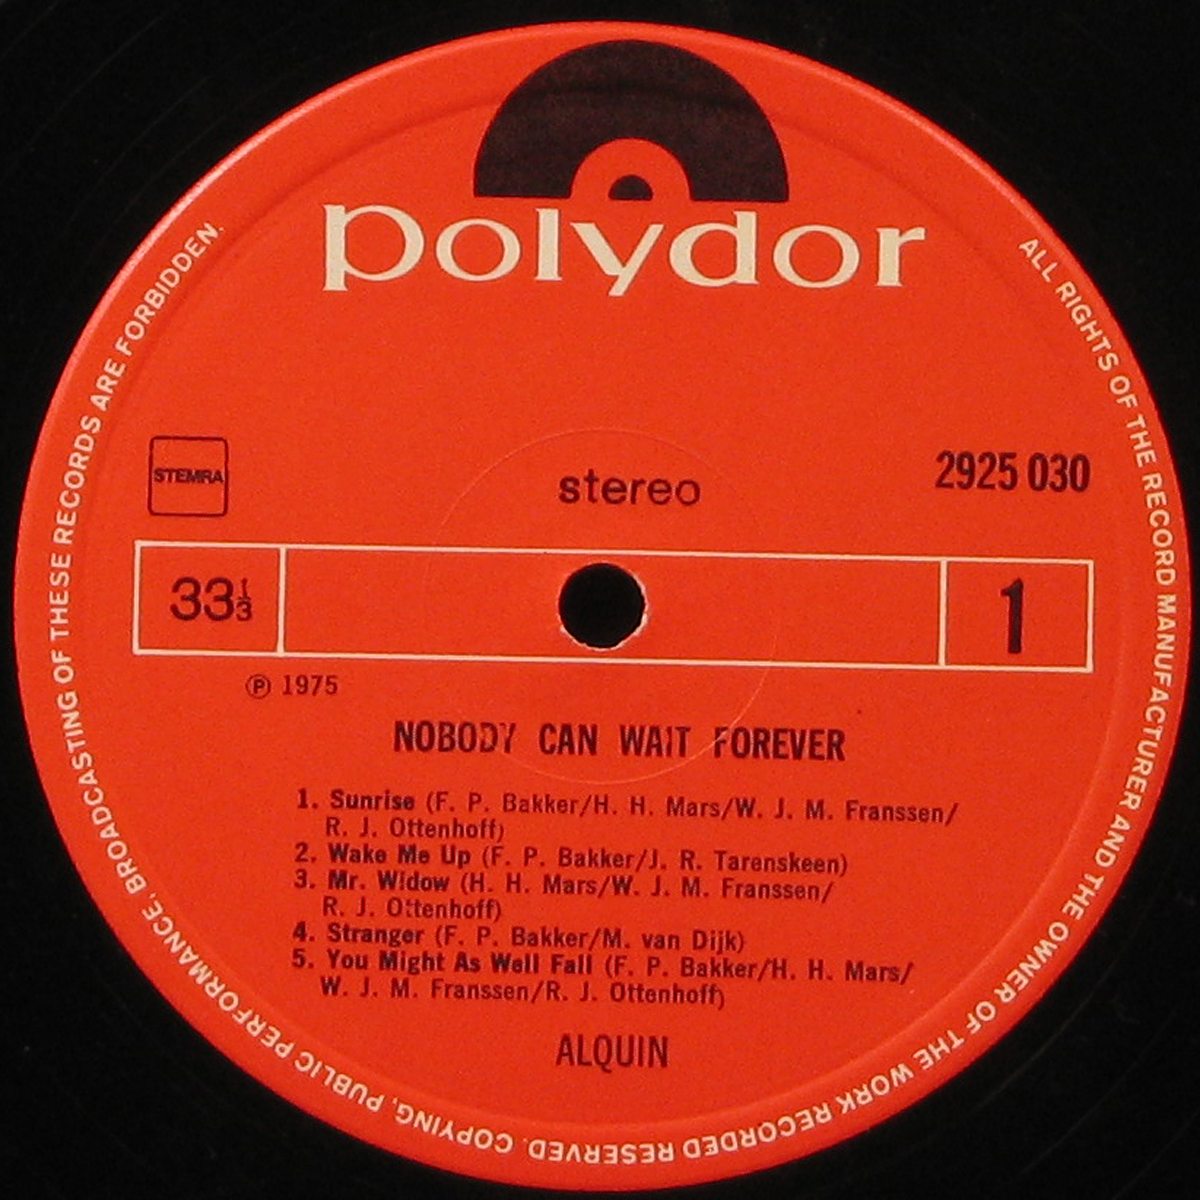 polydor
ALL RIGHTS OF THE RECORD MANUFACTURER AND THE OWNER OF THE WORK RECORDED RESERVED. COPYING, PUBLIC PERFORMANCE, BROADCASTING OF THESE RECORDS ARE FORBIDDEN.
STEMRA
stereo
2925 030
33 1/3
1
℗ 1975
NOBODY CAN WAIT FOREVER
1. Sunrise (F. P. Bakker/H. H. Mars/W. J. M. Franssen/
R. J. Ottenhoff)
2. Wake Me Up (F. P. Bakker/J. R. Tarenskeen)
3. Mr. Widow (H. H. Mars/W. J. M. Franssen/
R. J. Ottenhoff)
4. Stranger (F. P. Bakker/M. van Dijk)
5. You Might As Well Fall (F. P. Bakker/H. H. Mars/
W. J. M. Franssen/R. J. Ottenhoff)
ALQUIN